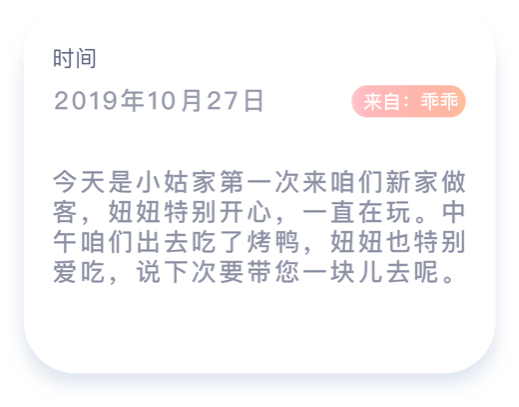 时间
2019年10月27日
来自：乖乖
今天是小姑家第一次来咱们新家做
客，妞妞特别开心，一直在玩。中
午咱们出去吃了烤鸭，妞妞也特别
爱吃，说下次要带您一块儿去呢。